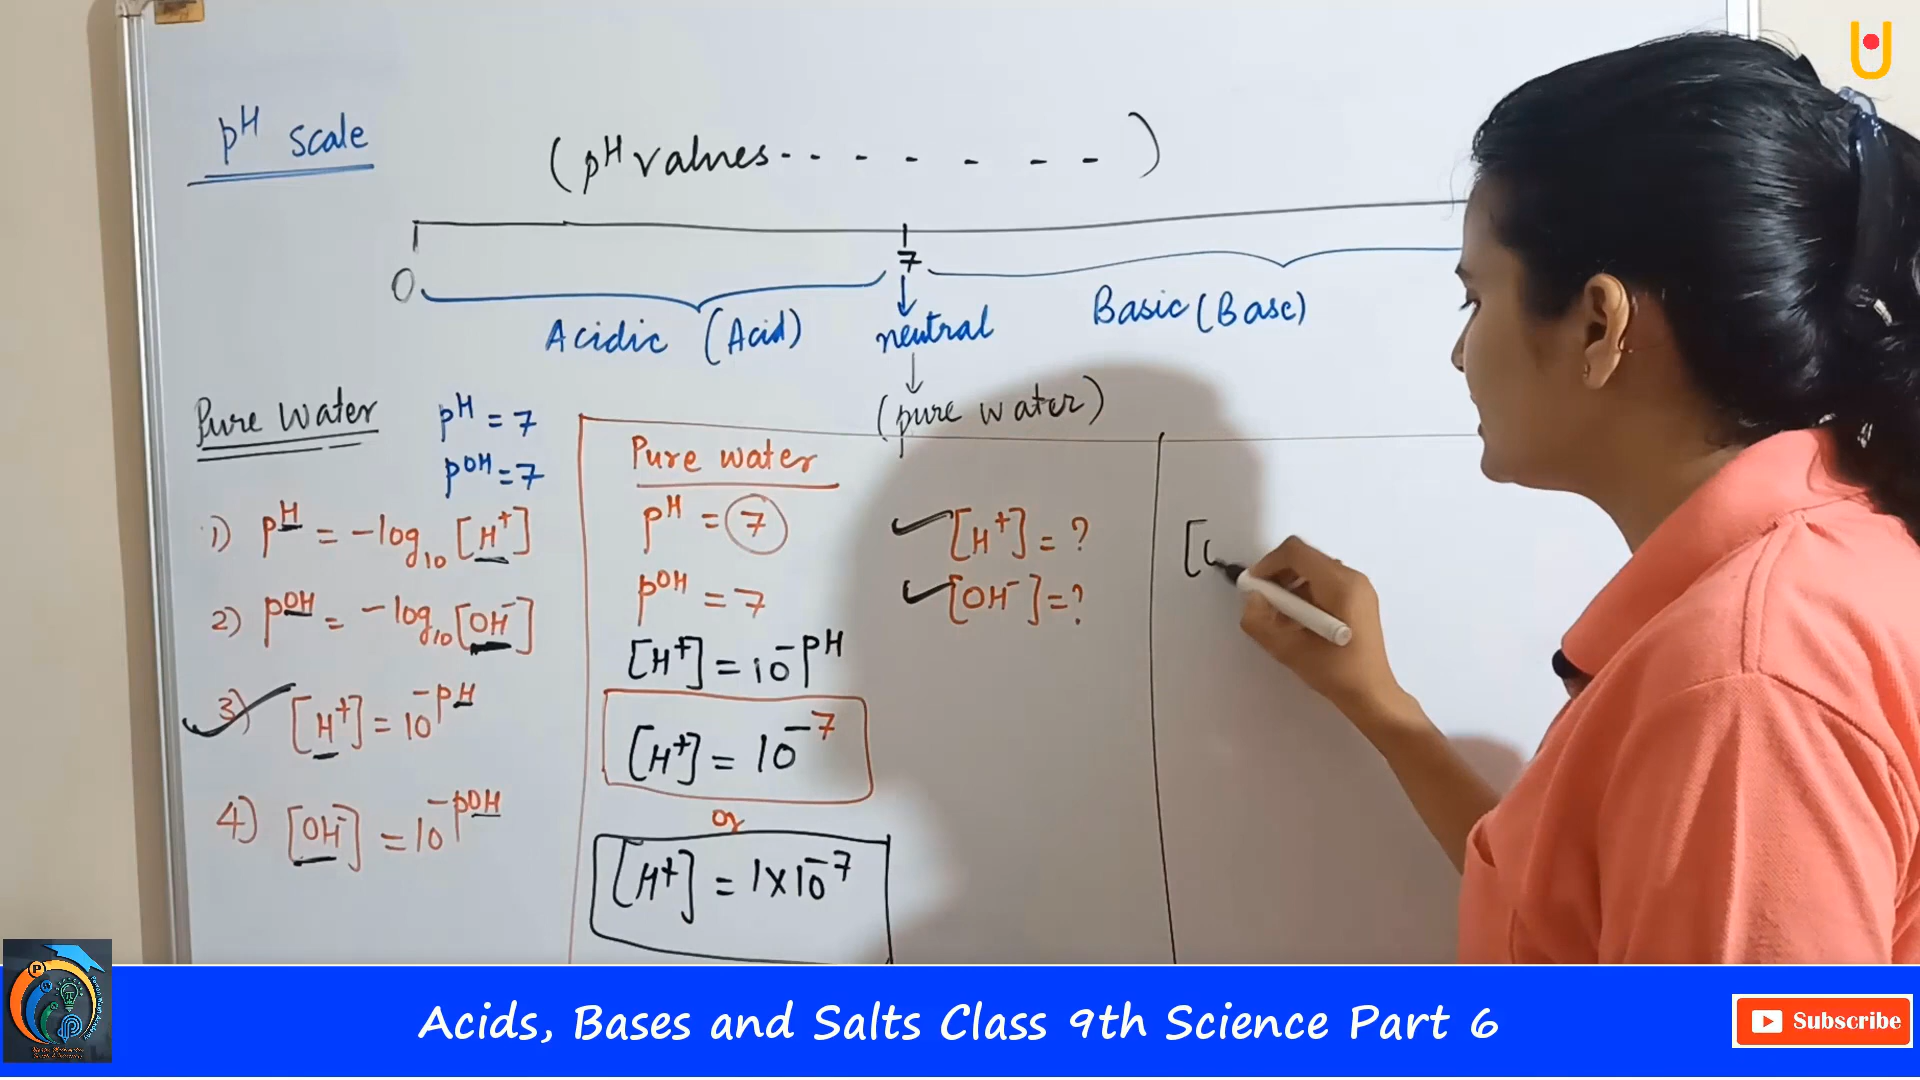 pH scale
(pH values - - - - - - - -)
0
7
Acidic (Acid)
neutral
Basic (Base)
(pure water)
Pure Water
pH = 7
pOH = 7
1) pH = -log₁₀ [H⁺]
2) pOH = -log₁₀ [OH⁻]
3) [H⁺] = 10^-pH
4) [OH⁻] = 10^-pOH
Pure water
pH = 7
pOH = 7
[H⁺] = 10^-pH
[H⁺] = 10⁻⁷
or
[H⁺] = 1×10⁻⁷
[H⁺] = ?
[OH⁻] = ?
[
Acids, Bases and Salts Class 9th Science Part 6
Subscribe